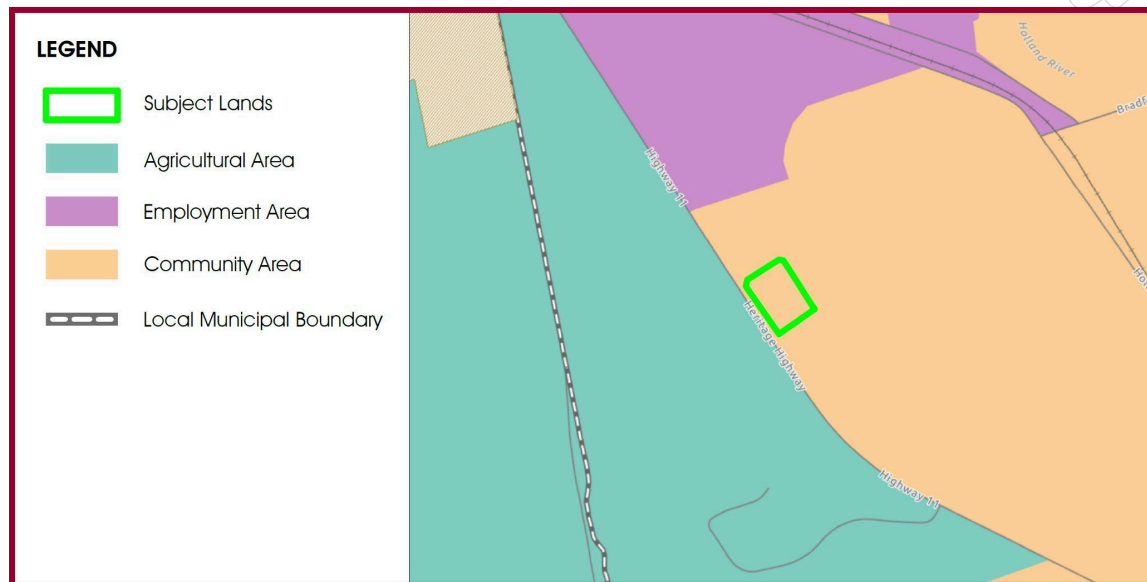 LEGEND
Subject Lands
Agricultural Area
Employment Area
Community Area
Local Municipal Boundary
Holland River
Highway 11
Heritage Highway
Highway 11